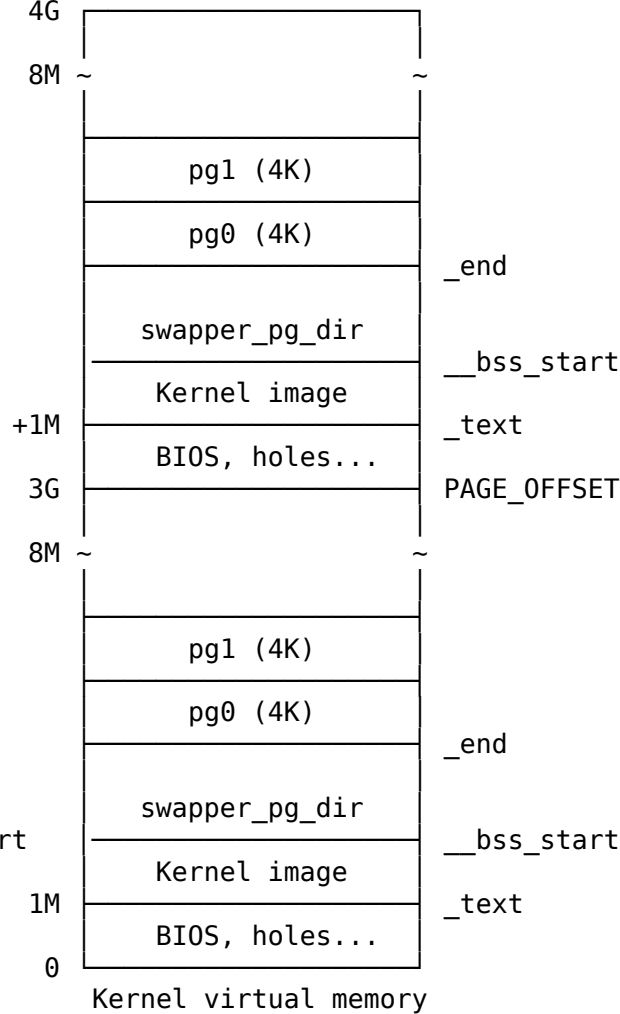 4G
8M ~ ~
pg1 (4K)
pg0 (4K)
_end
swapper_pg_dir
__bss_start
Kernel image
+1M _text
BIOS, holes...
3G PAGE_OFFSET
8M ~ ~
pg1 (4K)
pg0 (4K)
_end
swapper_pg_dir
rt __bss_start
Kernel image
1M _text
BIOS, holes...
0
Kernel virtual memory